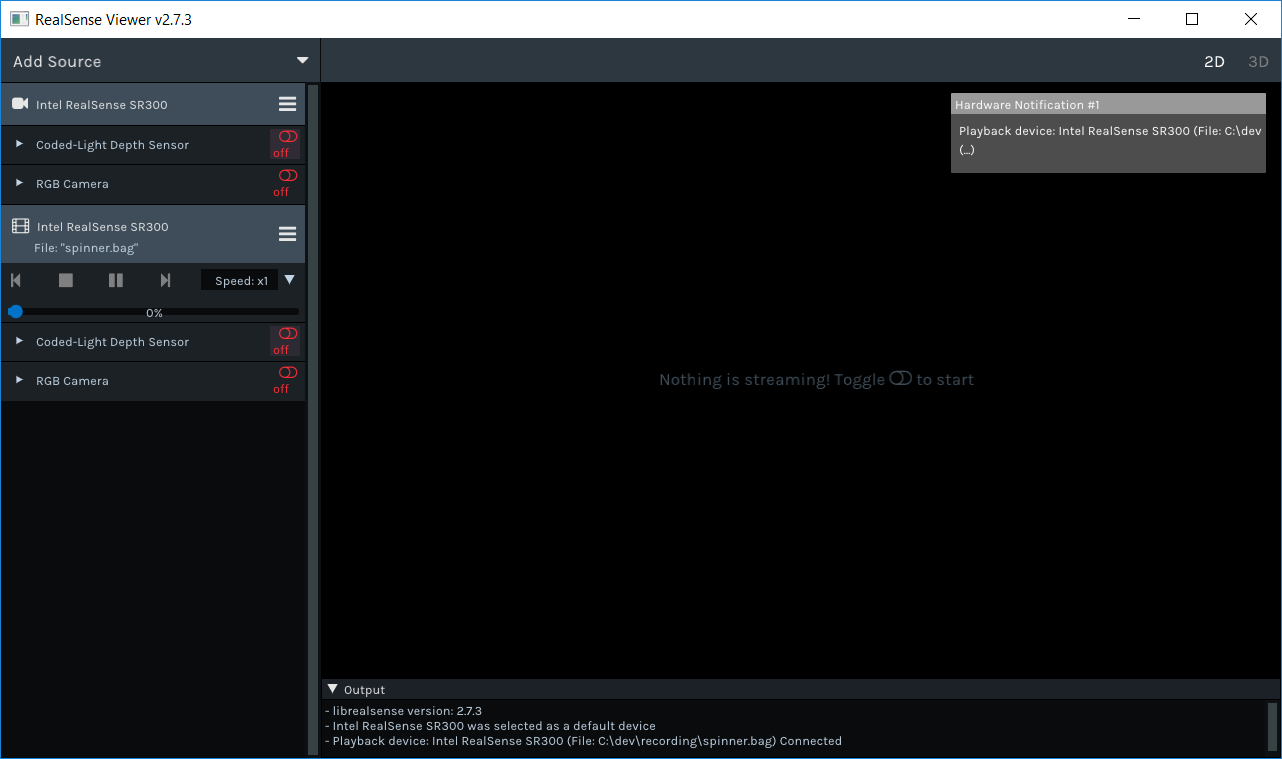 RealSense Viewer v2.7.3
Add Source
2D 3D
Intel RealSense SR300
Coded-Light Depth Sensor
off
RGB Camera
off
Intel RealSense SR300
File: "spinner.bag"
Speed: x1
0%
Coded-Light Depth Sensor
off
RGB Camera
off
Hardware Notification #1
Playback device: Intel RealSense SR300 (File: C:\dev
(...)
Nothing is streaming! Toggle to start
Output
- librealsense version: 2.7.3
- Intel RealSense SR300 was selected as a default device
- Playback device: Intel RealSense SR300 (File: C:\dev\recording\spinner.bag) Connected